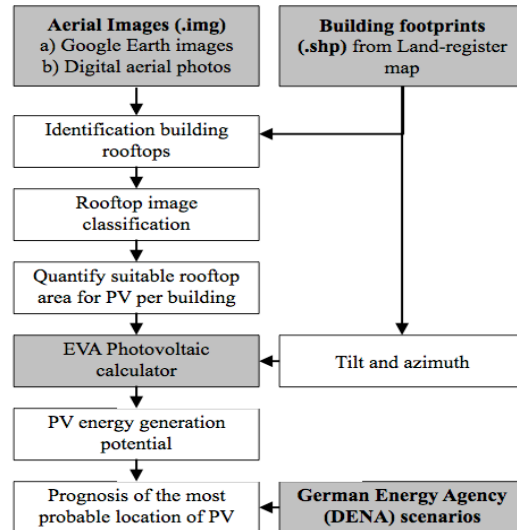 Aerial Images (.img)
a) Google Earth images
b) Digital aerial photos
Building footprints
(.shp) from Land-register
map
Identification building
rooftops
Rooftop image
classification
Quantify suitable rooftop
area for PV per building
EVA Photovoltaic
calculator
Tilt and azimuth
PV energy generation
potential
Prognosis of the most
probable location of PV
German Energy Agency
(DENA) scenarios